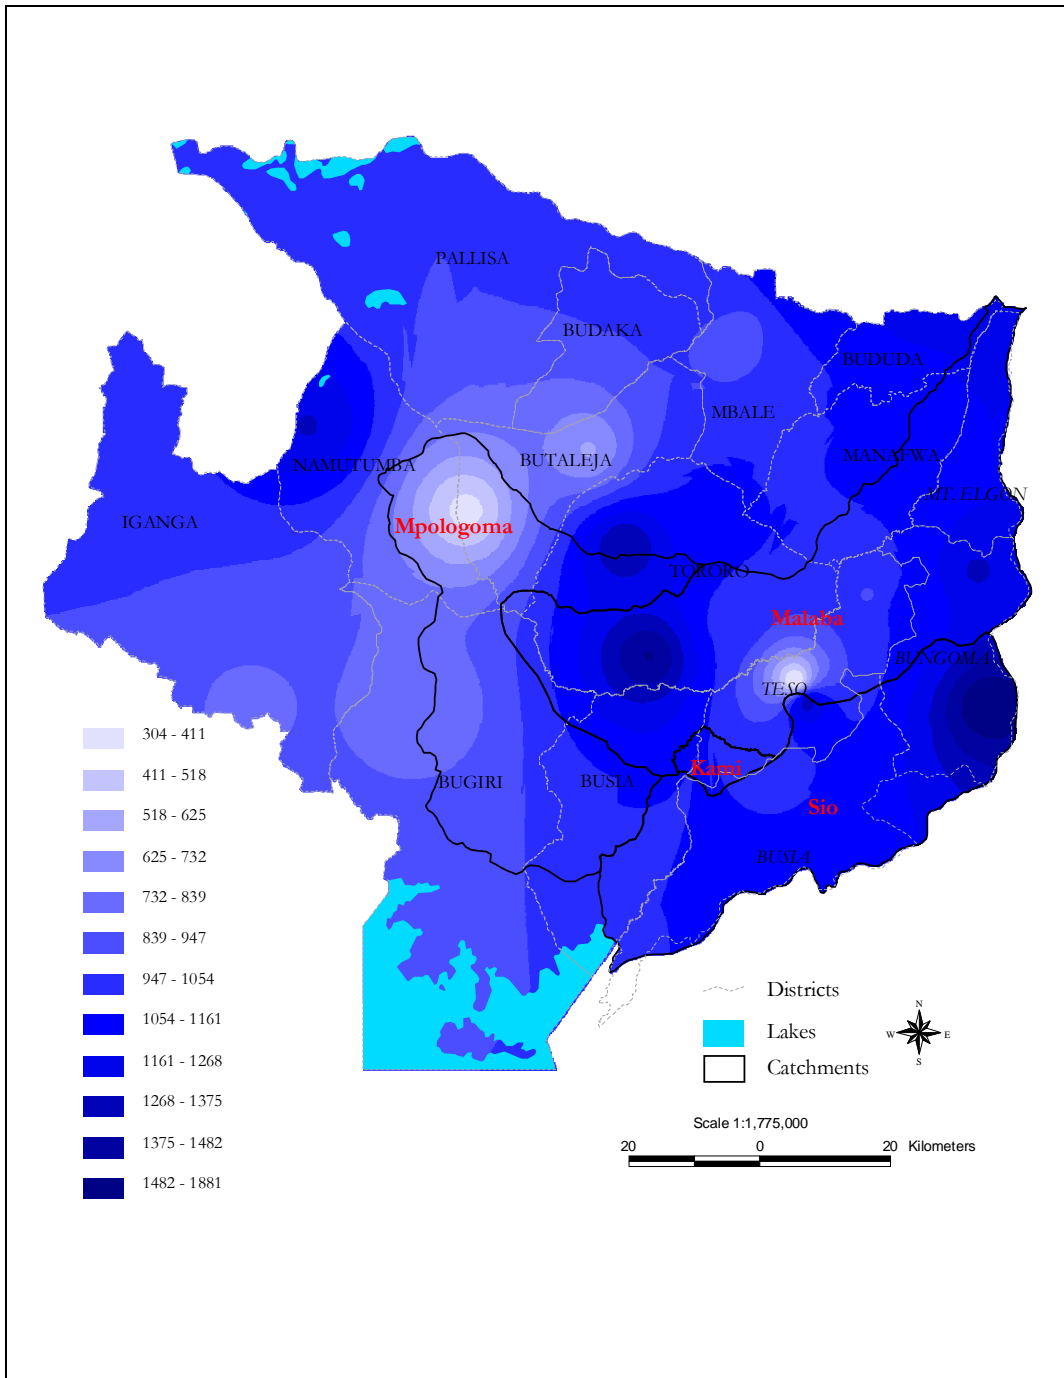 PALLISA
BUDAKA
BUDUDA
MBALE
NAMUTUMBA
BUTALEJA
MANAFWA
MT. ELGON
IGANGA
Mpologoma
TORORO
Malaba
BUNGOMA
TESO
BUGIRI
BUSIA
Kami
Sio
BUSIA
304 - 411
411 - 518
518 - 625
625 - 732
732 - 839
839 - 947
947 - 1054
1054 - 1161
1161 - 1268
1268 - 1375
1375 - 1482
1482 - 1881
Districts
Lakes
Catchments
N
W E
S
Scale 1:1,775,000
20 0 20 Kilometers